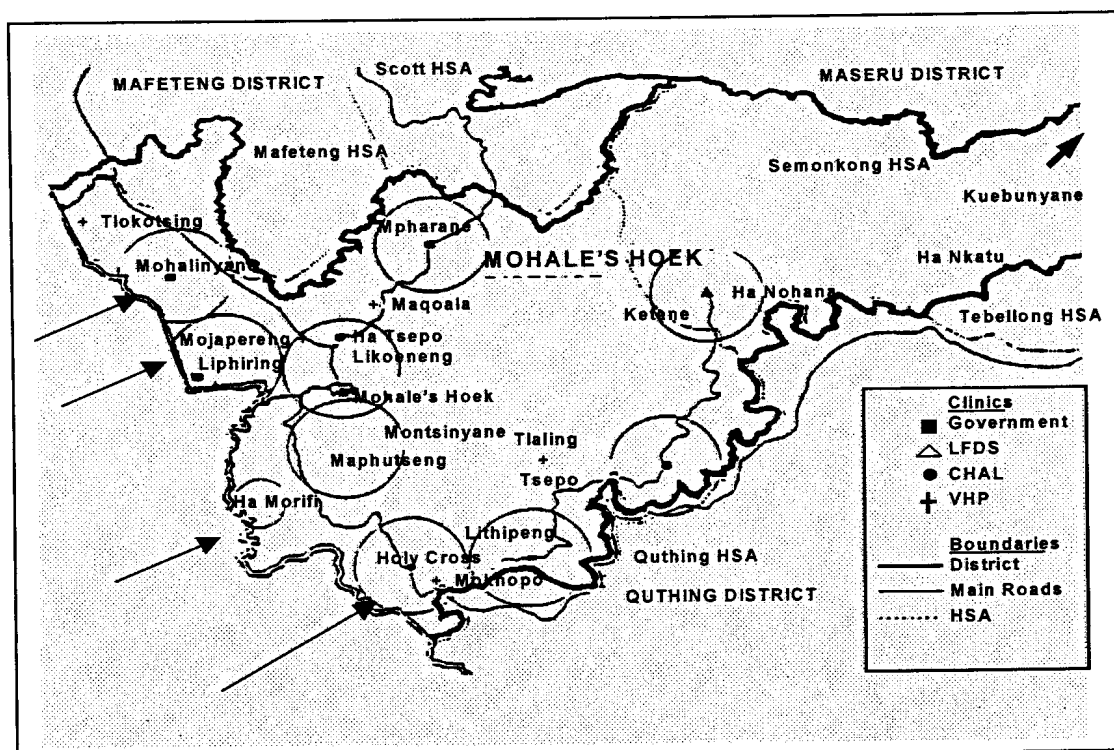 Scott HSA
MAFETENG DISTRICT
MASERU DISTRICT
Mafeteng HSA
Semonkong HSA
Kuebunyane
Tlokotsing
Mpharane
MOHALE'S HOEK
Ha Nkatu
Mohalinyane
Ketane
Ha Nohana
Maqoala
Tebellong HSA
Mojapereng
Ha Tsepo
Liphiring
Likoeneng
Mohale's Hoek
Montsinyane
Maphutseng
Tlaling
Tsepo
Ha Morifi
Lithipeng
Holy Cross
Mokhopo
Quthing HSA
QUTHING DISTRICT
Clinics
Government
LFDS
CHAL
VHP
Boundaries
District
Main Roads
HSA